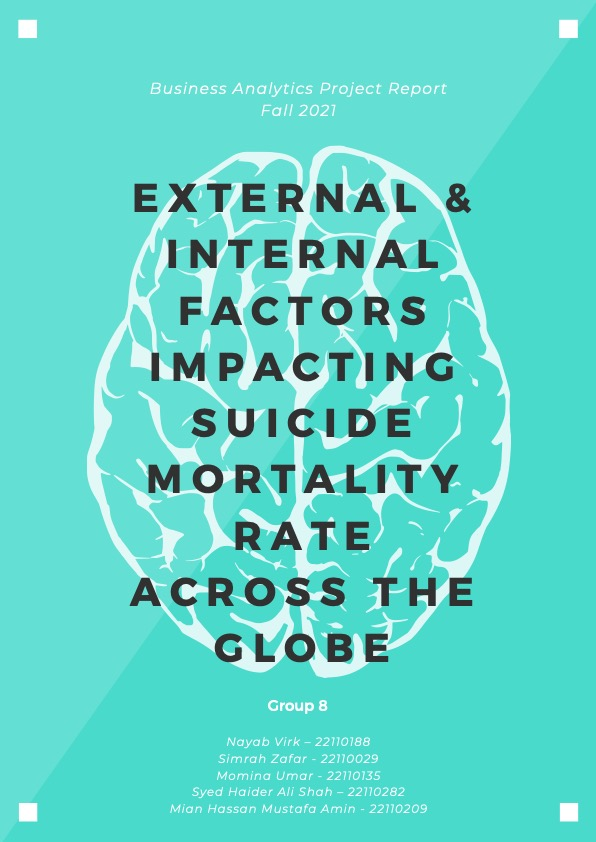 Business Analytics Project Report
Fall 2021
EXTERNAL &
INTERNAL
FACTORS
IMPACTING
SUICIDE
MORTALITY
RATE
ACROSS THE
GLOBE
Group 8
Nayab Virk – 22110188
Simrah Zafar - 22110029
Momina Umar - 22110135
Syed Haider Ali Shah – 22110282
Mian Hassan Mustafa Amin - 22110209